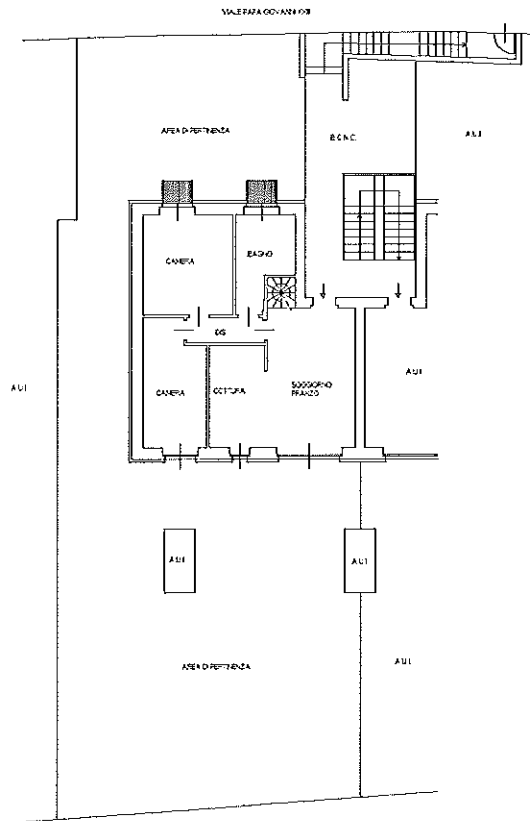 VIALE PAPA GIOVANNI XXIII
AREA DI PERTINENZA
B.C.N.C.
A.U.I.
CAMERA
BAGNO
DIS
A.U.I.
CAMERA
COTTURA
SOGGIORNO
PRANZO
A.U.I.
A.U.I.
A.U.I.
AREA DI PERTINENZA
A.U.I.